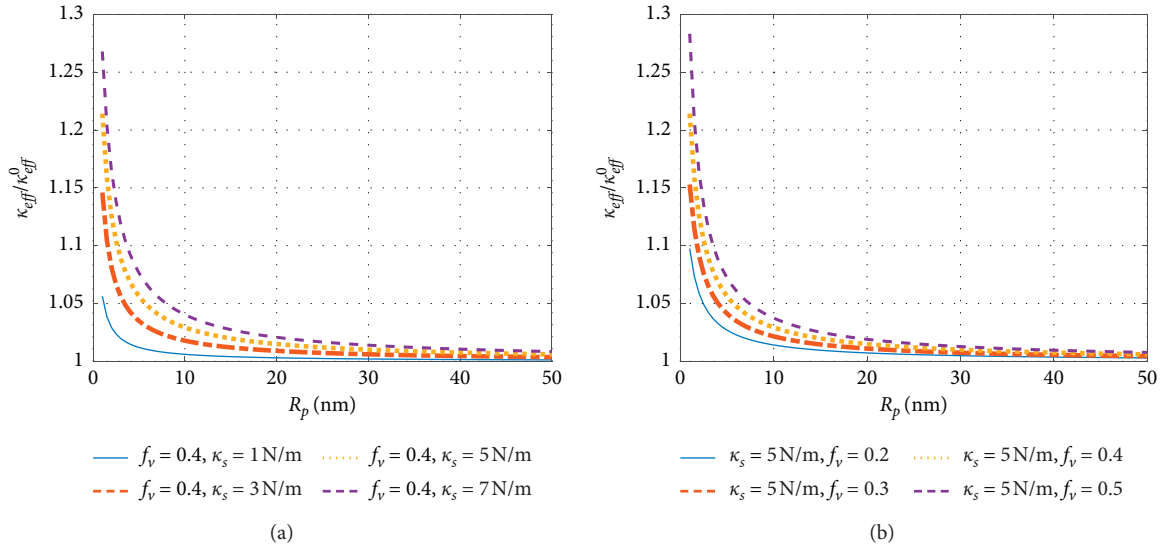 1.3
1.25
1.2
1.15
1.1
1.05
1
κeff/κ⁰eff
0 10 20 30 40 50
Rp (nm)
fv = 0.4, κs = 1 N/m
fv = 0.4, κs = 5 N/m
fv = 0.4, κs = 3 N/m
fv = 0.4, κs = 7 N/m
(a)
1.3
1.25
1.2
1.15
1.1
1.05
1
κeff/κ⁰eff
0 10 20 30 40 50
Rp (nm)
κs = 5 N/m, fv = 0.2
κs = 5 N/m, fv = 0.4
κs = 5 N/m, fv = 0.3
κs = 5 N/m, fv = 0.5
(b)